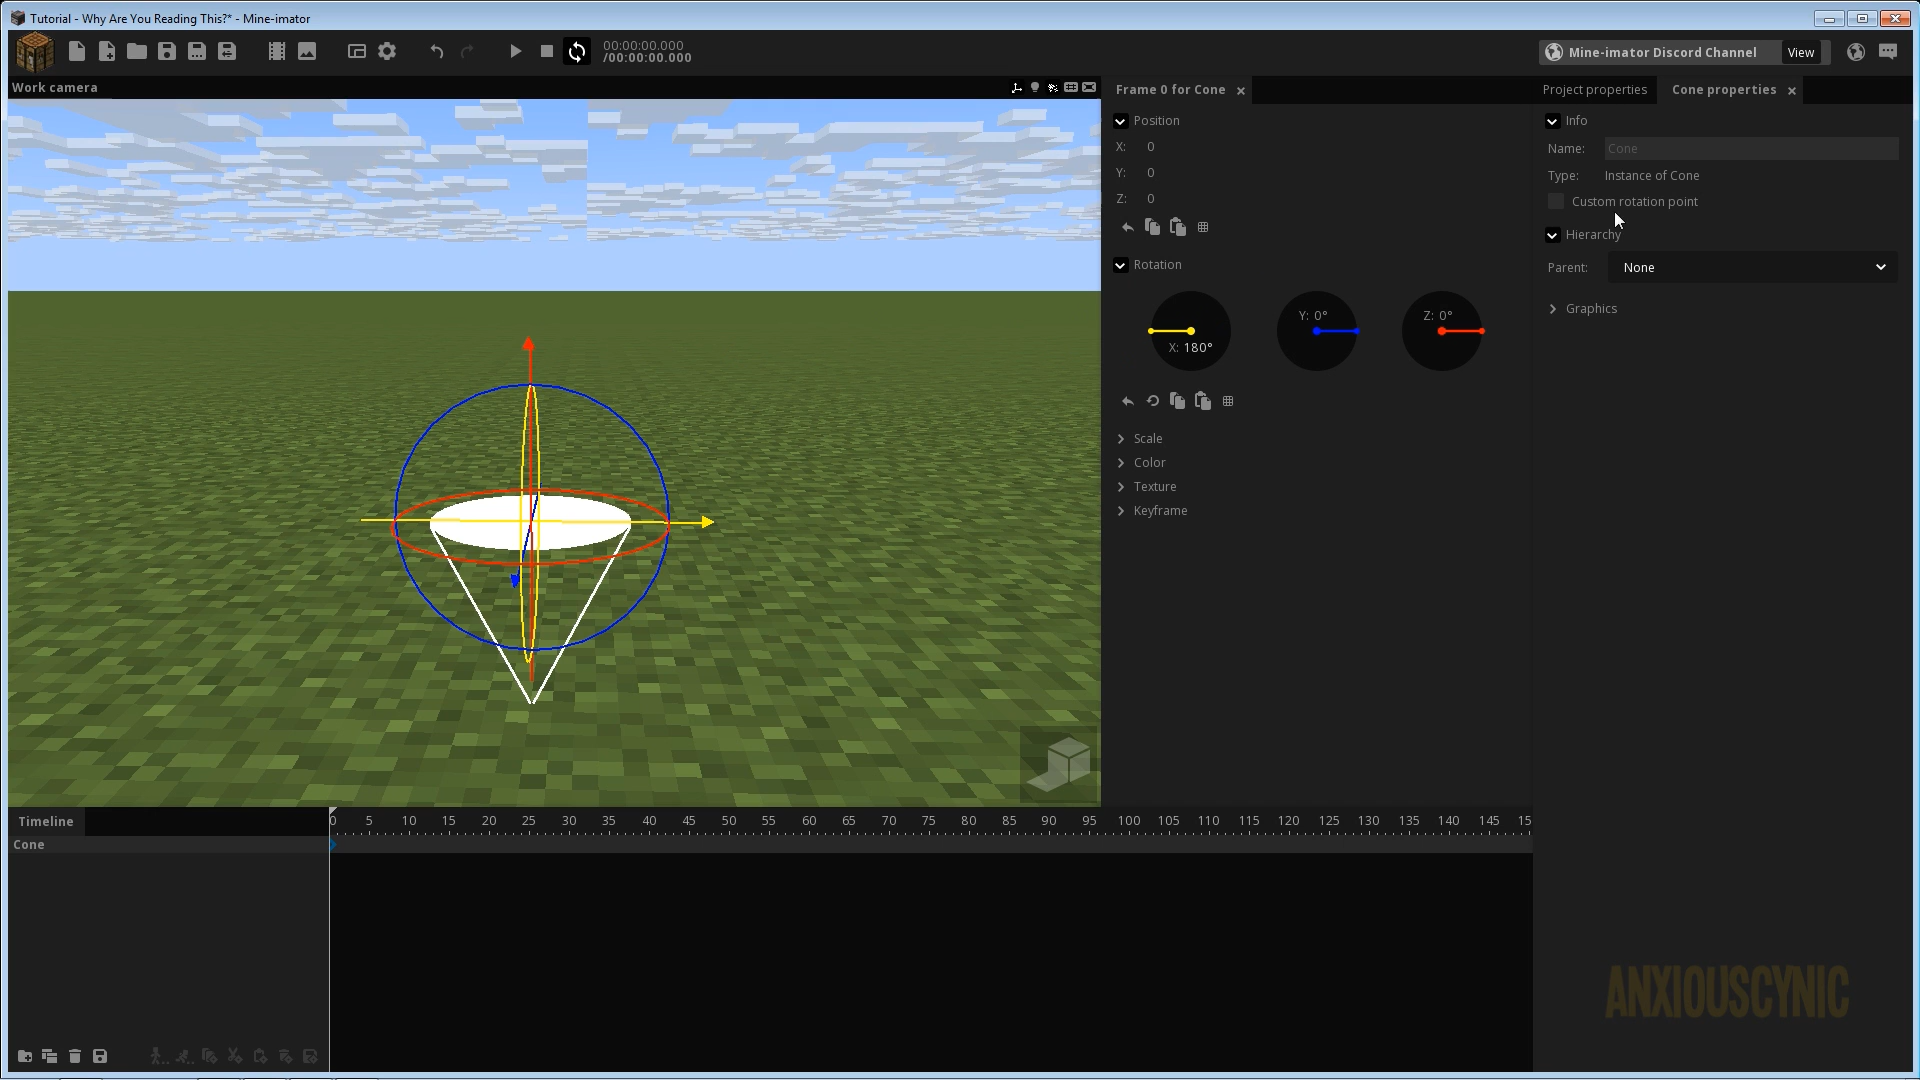 Tutorial - Why Are You Reading This?* - Mine-imator
00:00:00.000
/00:00:00.000
Mine-imator Discord Channel View
Work camera
Frame 0 for Cone
Position
X: 0
Y: 0
Z: 0
Rotation
X: 180°
Y: 0°
Z: 0°
Scale
Color
Texture
Keyframe
Project properties
Cone properties
Info
Name: Cone
Type: Instance of Cone
Custom rotation point
Hierarchy
Parent: None
Graphics
Timeline
0 5 10 15 20 25 30 35 40 45 50 55 60 65 70 75 80 85 90 95 100 105 110 115 120 125 130 135 140 145 15
Cone
ANXIOUSCYNIC